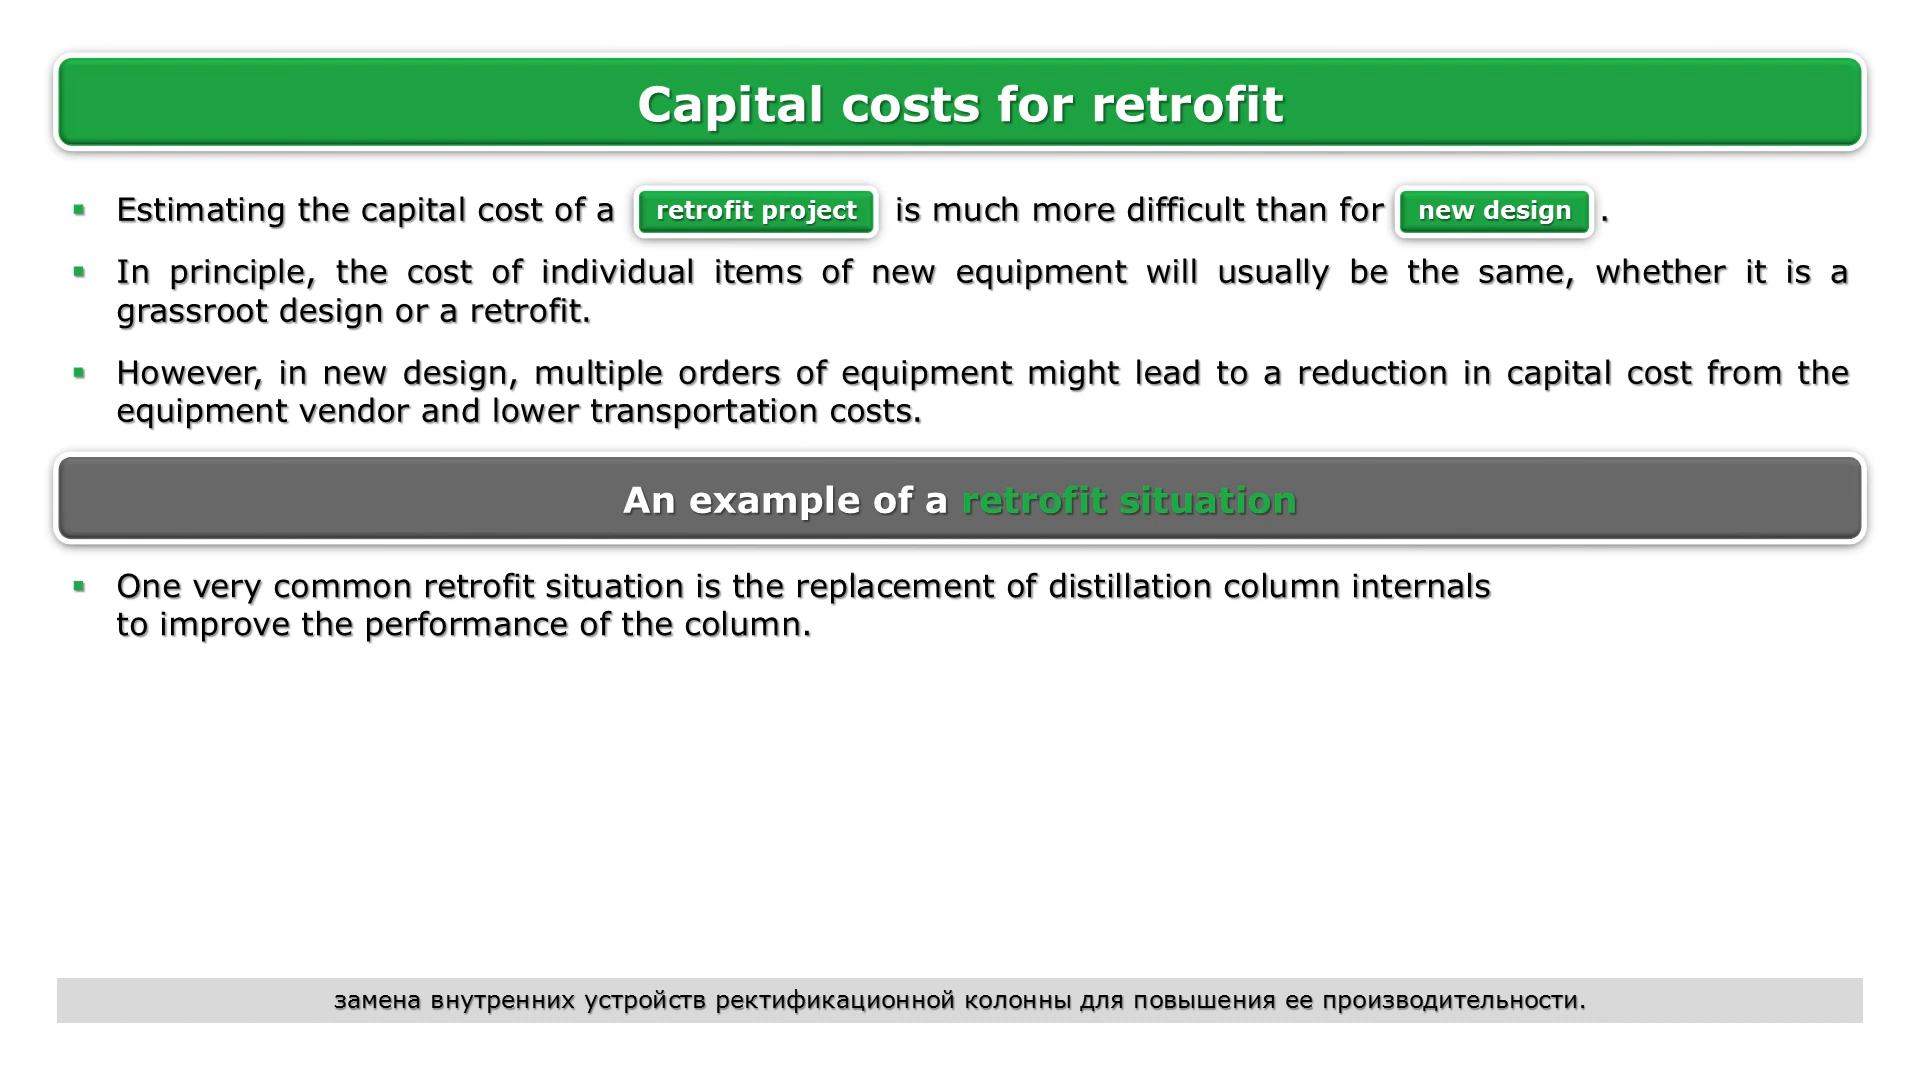 Capital costs for retrofit
Estimating the capital cost of a retrofit project is much more difficult than for new design .
In principle, the cost of individual items of new equipment will usually be the same, whether it is a
grassroot design or a retrofit.
However, in new design, multiple orders of equipment might lead to a reduction in capital cost from the
equipment vendor and lower transportation costs.
An example of a retrofit situation
One very common retrofit situation is the replacement of distillation column internals
to improve the performance of the column.
замена внутренних устройств ректификационной колонны для повышения ее производительности.